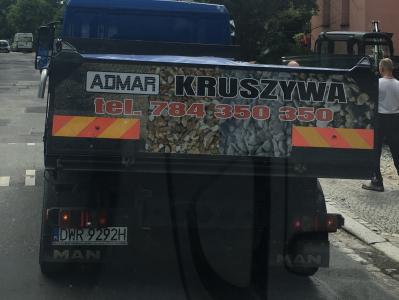 ADMAR KRUSZYWA
tel. 784 350 350
DWR 9292H
MAN MAN